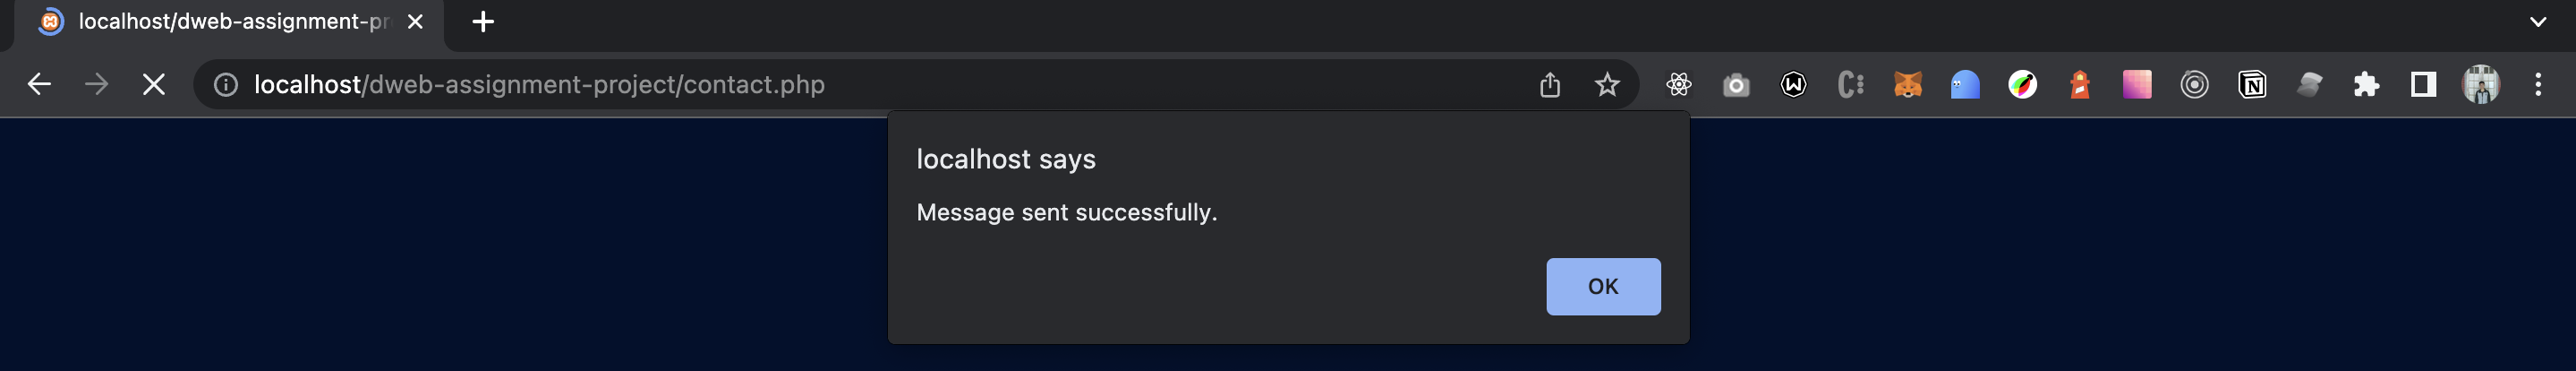 localhost/dweb-assignment-pr
localhost/dweb-assignment-project/contact.php
localhost says
Message sent successfully.
OK